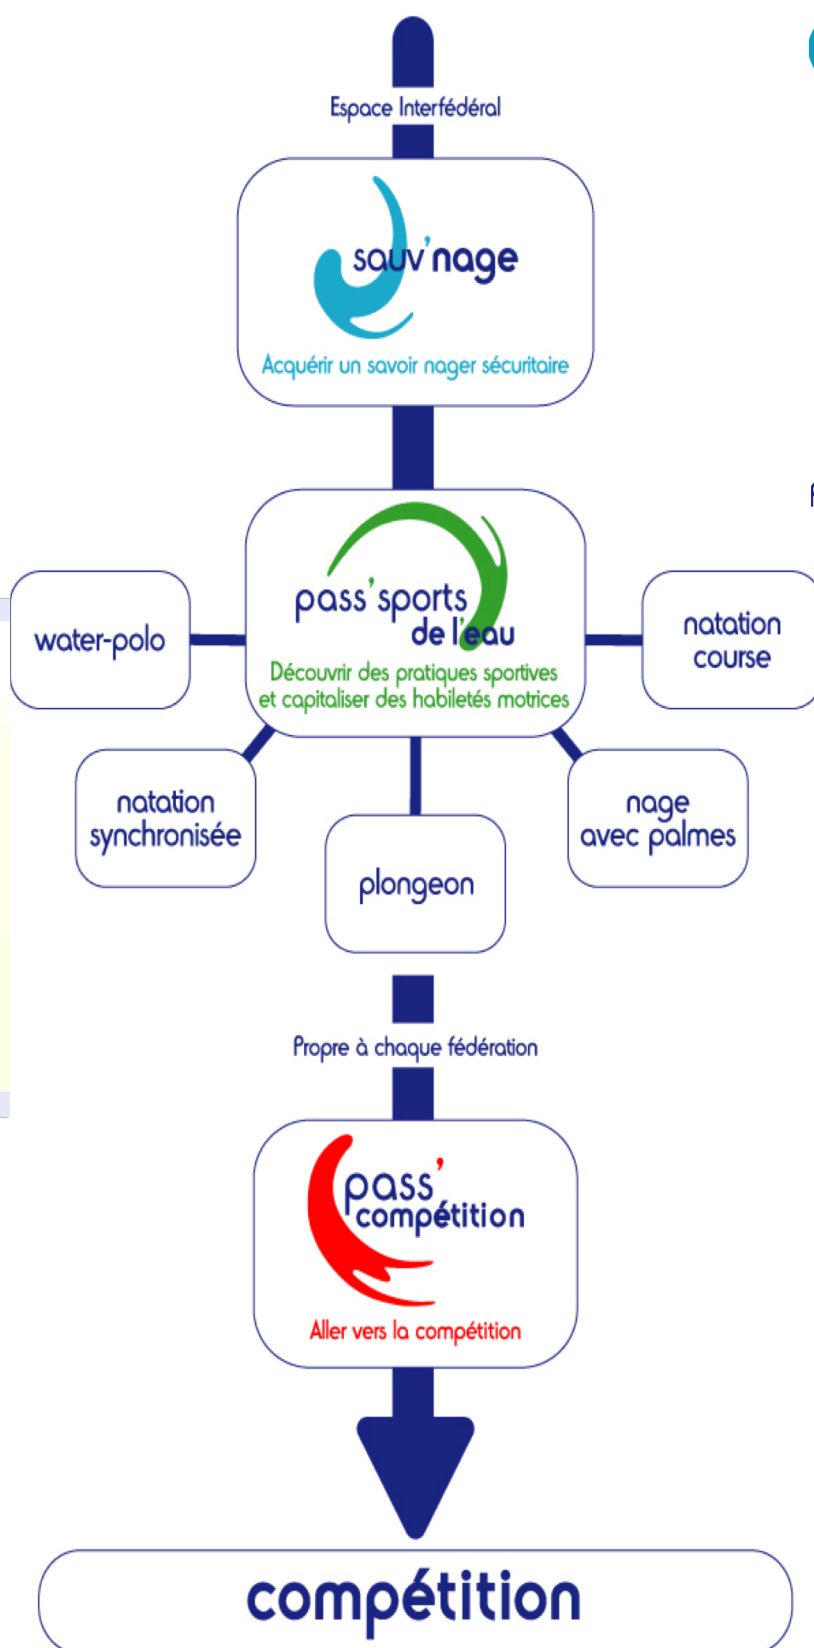 Espace Interfédéral
sauv'nage
Acquérir un savoir nager sécuritaire
pass'sports
de l'eau
Découvrir des pratiques sportives
et capitaliser des habiletés motrices
water-polo
natation
course
natation
synchronisée
nage
avec palmes
plongeon
Propre à chaque fédération
pass'
compétition
Aller vers la compétition
compétition